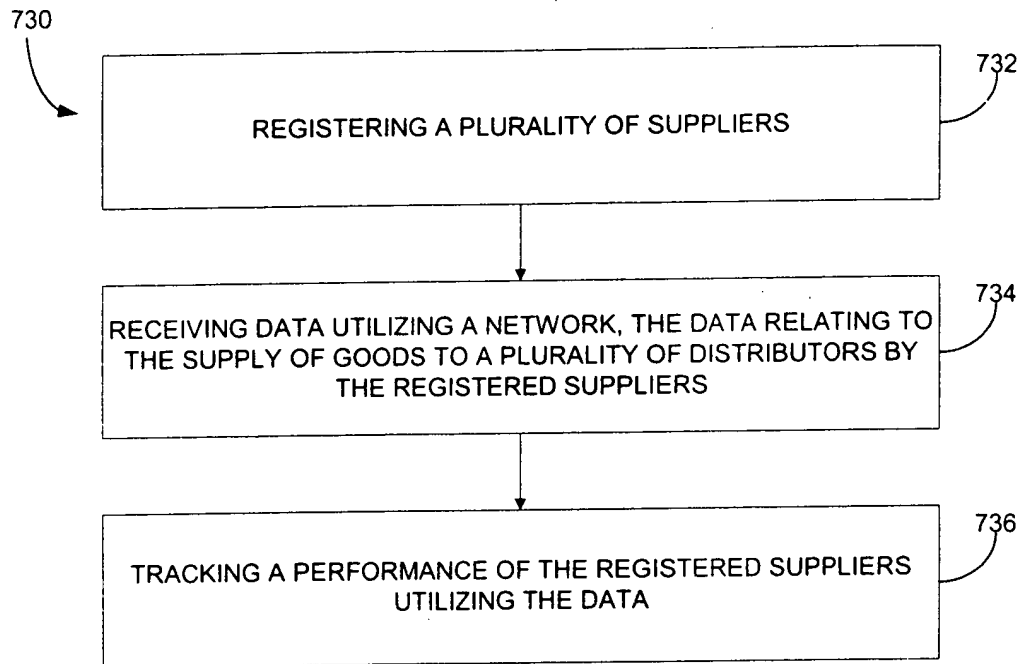 730
732
REGISTERING A PLURALITY OF SUPPLIERS
734
RECEIVING DATA UTILIZING A NETWORK, THE DATA RELATING TO
THE SUPPLY OF GOODS TO A PLURALITY OF DISTRIBUTORS BY
THE REGISTERED SUPPLIERS
736
TRACKING A PERFORMANCE OF THE REGISTERED SUPPLIERS
UTILIZING THE DATA